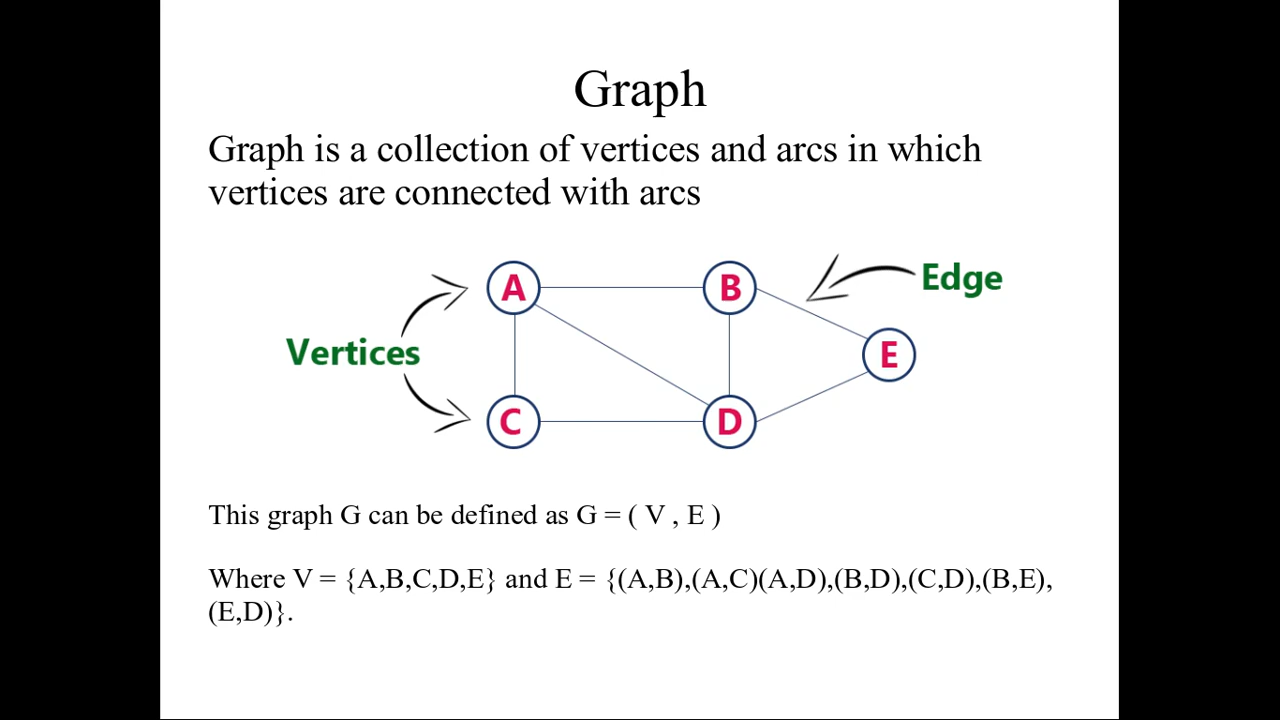 Graph
Graph is a collection of vertices and arcs in which
vertices are connected with arcs
A
B
Edge
Vertices
E
C
D
This graph G can be defined as G = ( V , E )
Where V = {A,B,C,D,E} and E = {(A,B),(A,C)(A,D),(B,D),(C,D),(B,E),
(E,D)}.